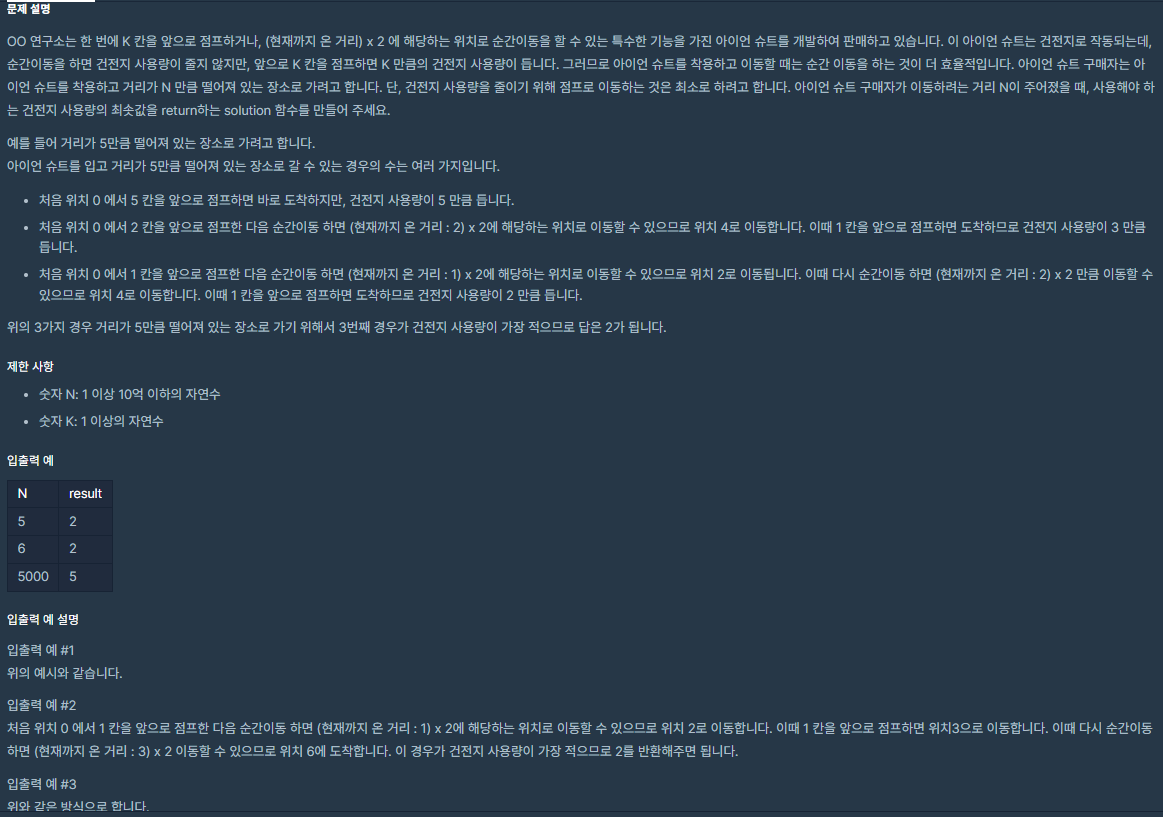 문제 설명
OO 연구소는 한 번에 K 칸을 앞으로 점프하거나, (현재까지 온 거리) x 2 에 해당하는 위치로 순간이동을 할 수 있는 특수한 기능을 가진 아이언 슈트를 개발하여 판매하고 있습니다. 이 아이언 슈트는 건전지로 작동되는데,
순간이동을 하면 건전지 사용량이 줄지 않지만, 앞으로 K 칸을 점프하면 K 만큼의 건전지 사용량이 듭니다. 그러므로 아이언 슈트를 착용하고 이동할 때는 순간 이동을 하는 것이 더 효율적입니다. 아이언 슈트 구매자는 아
이언 슈트를 착용하고 거리가 N 만큼 떨어져 있는 장소로 가려고 합니다. 단, 건전지 사용량을 줄이기 위해 점프로 이동하는 것은 최소로 하려고 합니다. 아이언 슈트 구매자가 이동하려는 거리 N이 주어졌을 때, 사용해야 하
는 건전지 사용량의 최솟값을 return하는 solution 함수를 만들어 주세요.
예를 들어 거리가 5만큼 떨어져 있는 장소로 가려고 합니다.
아이언 슈트를 입고 거리가 5만큼 떨어져 있는 장소로 갈 수 있는 경우의 수는 여러 가지입니다.
• 처음 위치 0 에서 5 칸을 앞으로 점프하면 바로 도착하지만, 건전지 사용량이 5 만큼 듭니다.
• 처음 위치 0 에서 2 칸을 앞으로 점프한 다음 순간이동 하면 (현재까지 온 거리 : 2) x 2에 해당하는 위치로 이동할 수 있으므로 위치 4로 이동합니다. 이때 1 칸을 앞으로 점프하면 도착하므로 건전지 사용량이 3 만큼
듭니다.
• 처음 위치 0 에서 1 칸을 앞으로 점프한 다음 순간이동 하면 (현재까지 온 거리 : 1) x 2에 해당하는 위치로 이동할 수 있으므로 위치 2로 이동됩니다. 이때 다시 순간이동 하면 (현재까지 온 거리 : 2) x 2 만큼 이동할 수
있으므로 위치 4로 이동합니다. 이때 1 칸을 앞으로 점프하면 도착하므로 건전지 사용량이 2 만큼 듭니다.
위의 3가지 경우 거리가 5만큼 떨어져 있는 장소로 가기 위해서 3번째 경우가 건전지 사용량이 가장 적으므로 답은 2가 됩니다.
제한 사항
• 숫자 N: 1 이상 10억 이하의 자연수
• 숫자 K: 1 이상의 자연수
입출력 예
N result
5 2
6 2
5000 5
입출력 예 설명
입출력 예 #1
위의 예시와 같습니다.
입출력 예 #2
처음 위치 0 에서 1 칸을 앞으로 점프한 다음 순간이동 하면 (현재까지 온 거리 : 1) x 2에 해당하는 위치로 이동할 수 있으므로 위치 2로 이동합니다. 이때 1 칸을 앞으로 점프하면 위치3으로 이동합니다. 이때 다시 순간이동
하면 (현재까지 온 거리 : 3) x 2 이동할 수 있으므로 위치 6에 도착합니다. 이 경우가 건전지 사용량이 가장 적으므로 2를 반환해주면 됩니다.
입출력 예 #3
위와 같은 방식으로 합니다.